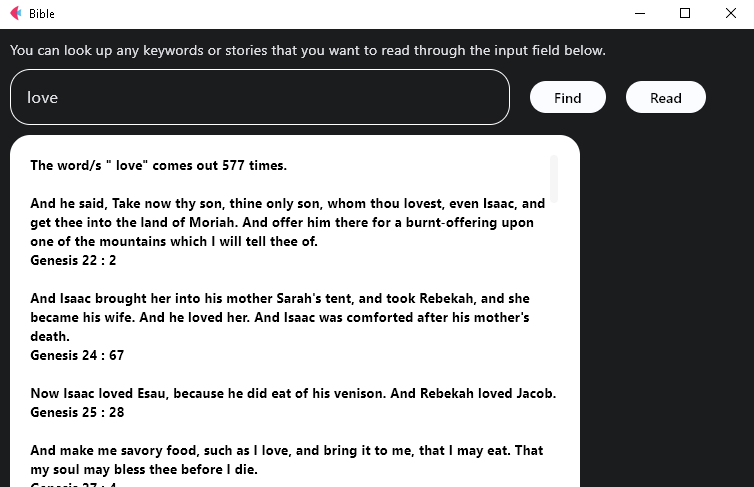 Bible
You can look up any keywords or stories that you want to read through the input field below.
love
Find
Read
The word/s " love" comes out 577 times.
And he said, Take now thy son, thine only son, whom thou lovest, even Isaac, and
get thee into the land of Moriah. And offer him there for a burnt-offering upon
one of the mountains which I will tell thee of.
Genesis 22 : 2
And Isaac brought her into his mother Sarah's tent, and took Rebekah, and she
became his wife. And he loved her. And Isaac was comforted after his mother's
death.
Genesis 24 : 67
Now Isaac loved Esau, because he did eat of his venison. And Rebekah loved Jacob.
Genesis 25 : 28
And make me savory food, such as I love, and bring it to me, that I may eat. That
my soul may bless thee before I die.
Genesis 27 : 4